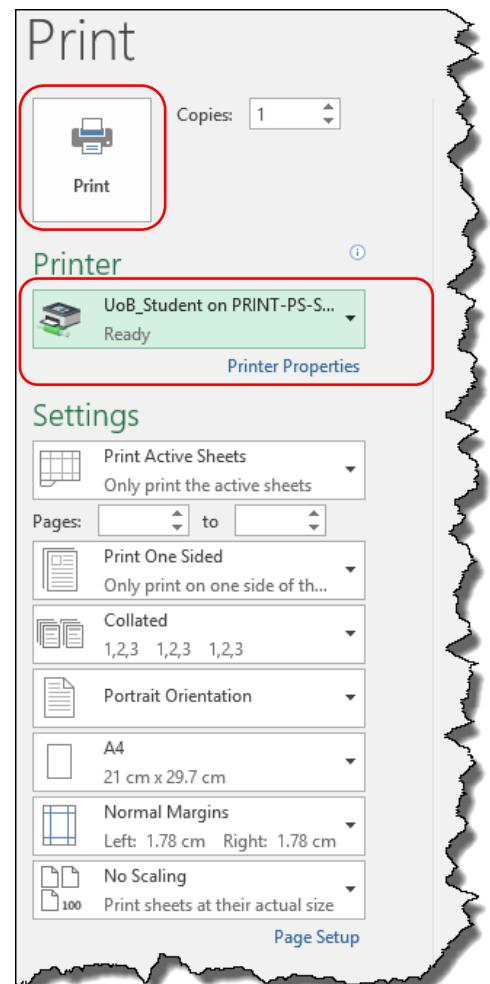 Print
Copies: 1
Print
Printer
UoB_Student on PRINT-PS-S...
Ready
Printer Properties
Settings
Print Active Sheets
Only print the active sheets
Pages: to
Print One Sided
Only print on one side of th...
Collated
1,2,3 1,2,3 1,2,3
Portrait Orientation
A4
21 cm x 29.7 cm
Normal Margins
Left: 1.78 cm Right: 1.78 cm
No Scaling
100 Print sheets at their actual size
Page Setup